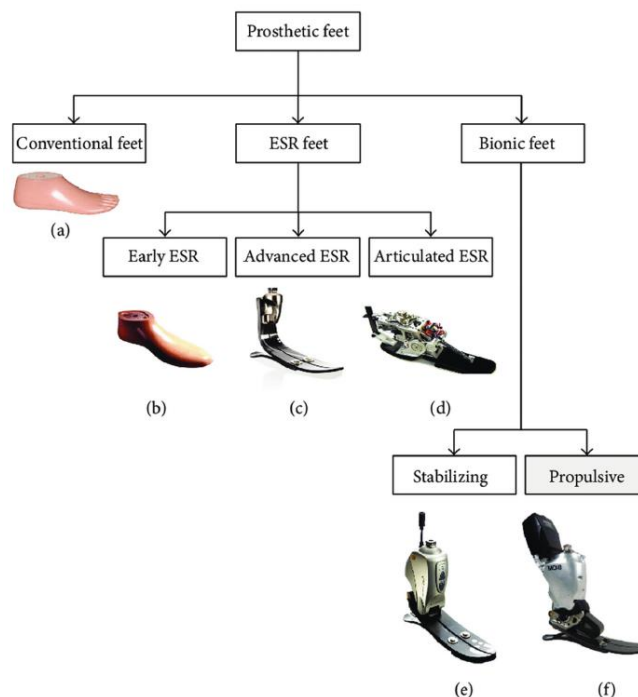 Prosthetic feet
Conventional feet
ESR feet
Bionic feet
(a)
Early ESR
Advanced ESR
Articulated ESR
(b)
(c)
(d)
Stabilizing
Propulsive
(e)
(f)